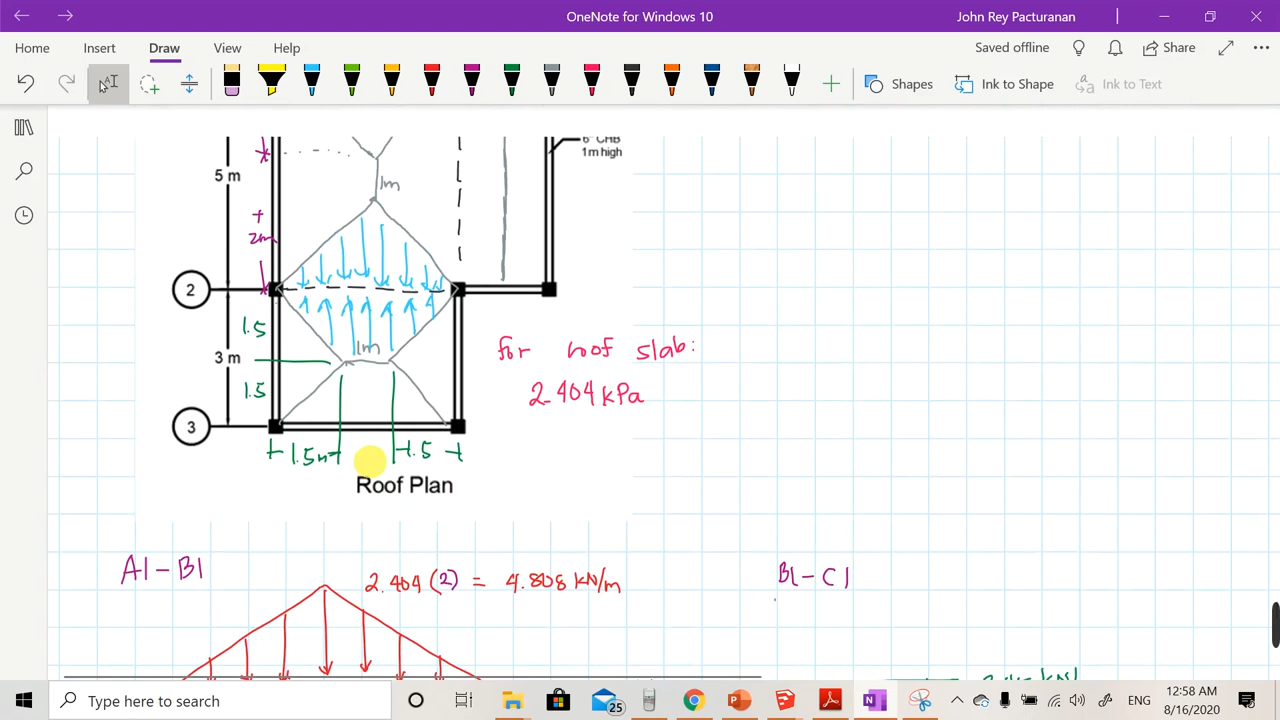 OneNote for Windows 10
John Rey Pacturanan
Home Insert Draw View Help
Saved offline
Share
Shapes
Ink to Shape
Ink to Text
6" CHB
1m high
5 m
1m
+
2m
2
1.5
3 m
1m
1.5
for roof slab:
2.404 kPa
3
1.5m
1.5
Roof Plan
A1-B1
2.404 (2) = 4.808 kN/m
B1-C1
Type here to search
25
ENG
12:58 AM
8/16/2020